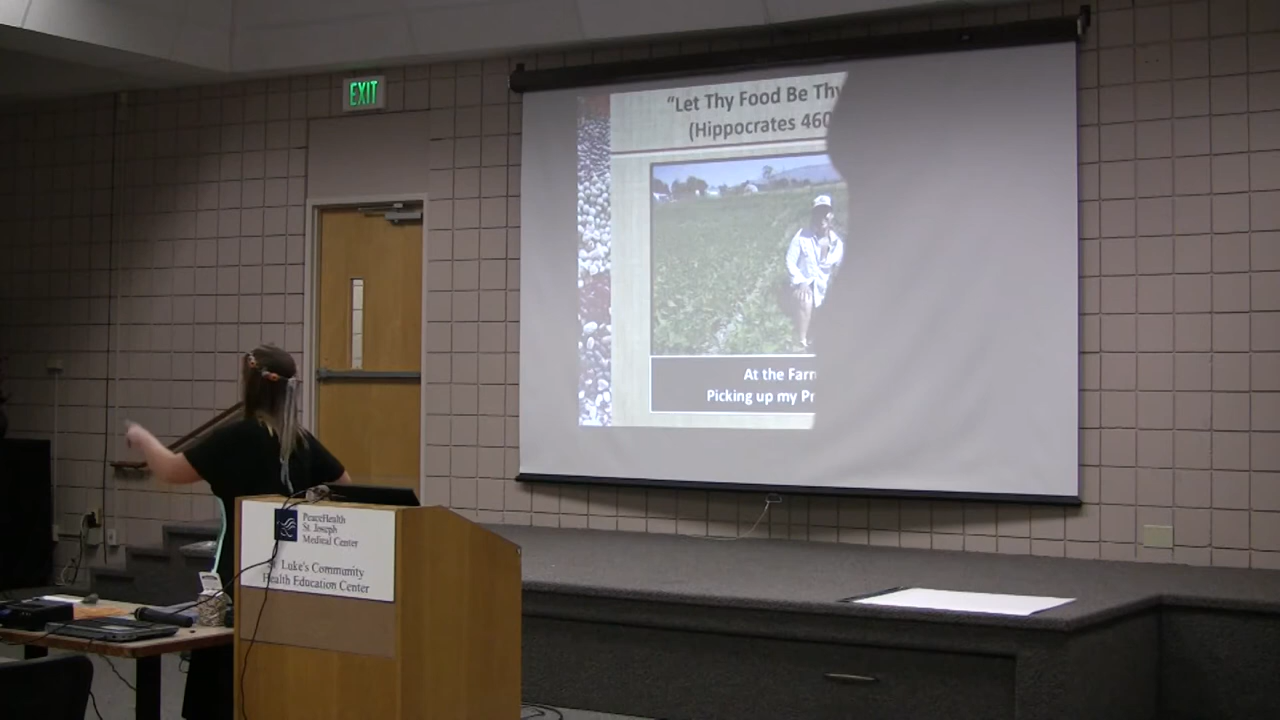 EXIT
"Let Thy Food Be Thy
(Hippocrates 460
At the Farm
Picking up my Pr
PeaceHealth
St. Joseph
Medical Center
St. Luke's Community
Health Education Center